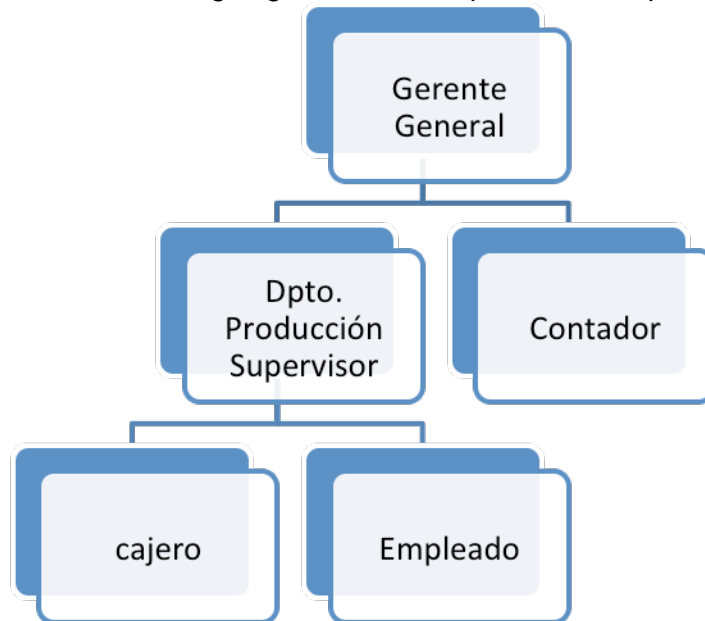 Gerente
General
Dpto.
Producción
Supervisor
Contador
cajero
Empleado